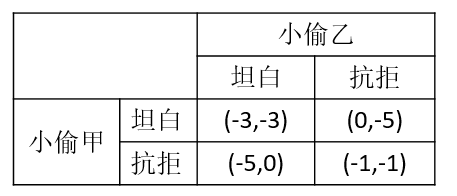 小偷乙
坦白 抗拒
小偷甲 坦白 (-3,-3) (0,-5)
抗拒 (-5,0) (-1,-1)